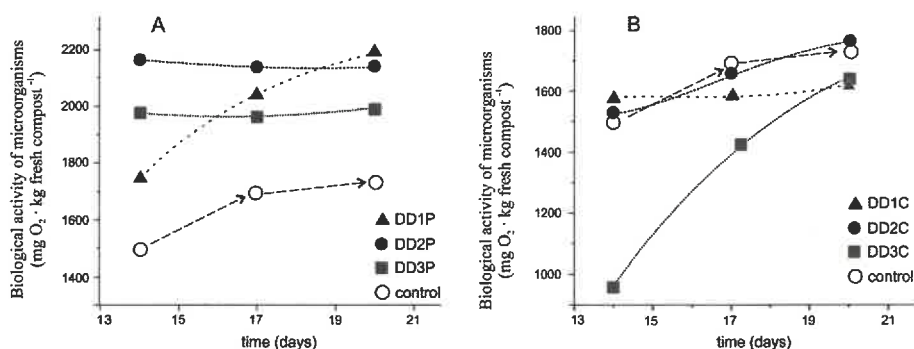 A
Biological activity of microorganisms
(mg O₂ · kg fresh compost⁻¹)
2200
2000
1800
1600
1400
13
15
17
19
21
time (days)
DD1P
DD2P
DD3P
control
B
Biological activity of microorganisms
(mg O₂ · kg fresh compost⁻¹)
1800
1600
1400
1200
1000
13
15
17
19
21
time (days)
DD1C
DD2C
DD3C
control